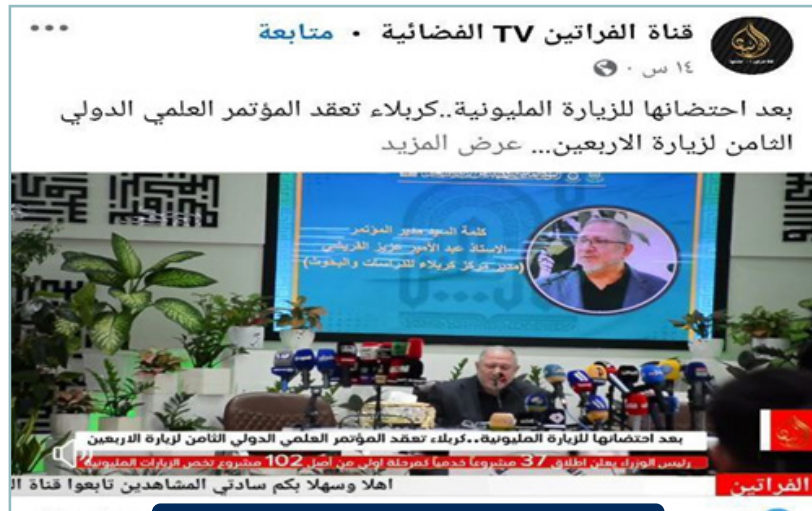 قناة الفراتين TV الفضائية • متابعة
١٤ س ·
بعد احتضانها للزيارة المليونية..كربلاء تعقد المؤتمر العلمي الدولي
الثامن لزيارة الاربعين... عرض المزيد
كلمة السيد مدير المؤتمر
الاستاذ عبد الأمير عزيز القريشي
(مدير مركز كربلاء للدراسات والبحوث)
بعد احتضانها للزيارة المليونية..كربلاء تعقد المؤتمر العلمي الدولي الثامن لزيارة الاربعين
رئيس الوزراء يعلن اطلاق 37 مشروعاً خدمياً كمرحلة اولى من اصل 102 مشروع تخص الزيارات المليونية
الفراتين
اهلا وسهلا بكم سادتي المشاهدين تابعوا قناة ال